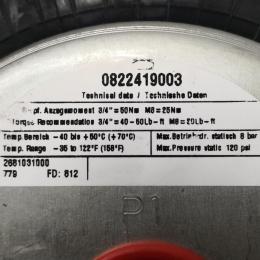 0822419003
Technical data / Technische Daten
pf. Anzugsmoment 3/4"=50Nm M8=25Nm
Torque Recommendation 3/4"=40-50Lb-ft M8=20Lb-ft
Temp.Bereich -40 bis +50°C (+70°C)
Max.Betriebsdr. statisch 8 bar
Temp. Range -35 to 122°F (158°F)
Max.Pressure static 120 psi
2681031000
779 FD: 812